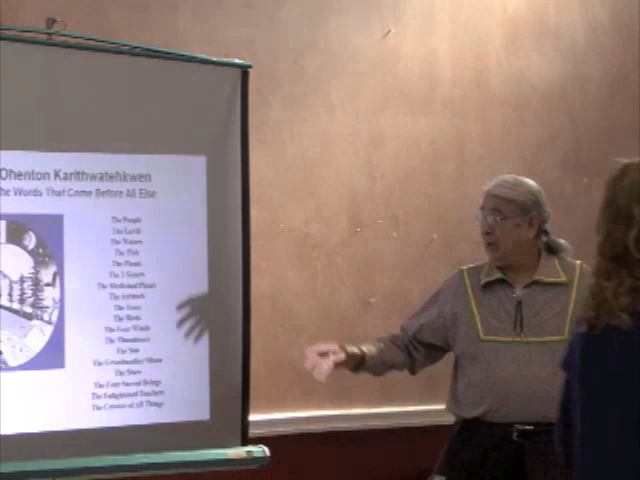 Ohenton Karithwatehkwen
he Words That Come Before All Else
The People
The Earth
The Waters
The Fish
The Plants
The 3 Sisters
The Medicinal Plants
The Animals
The Trees
The Birds
The Four Winds
The Thunderers
The Sun
The Grandmother Moon
The Stars
The Four Sacred Beings
The Enlightened Teachers
The Creator of All Things